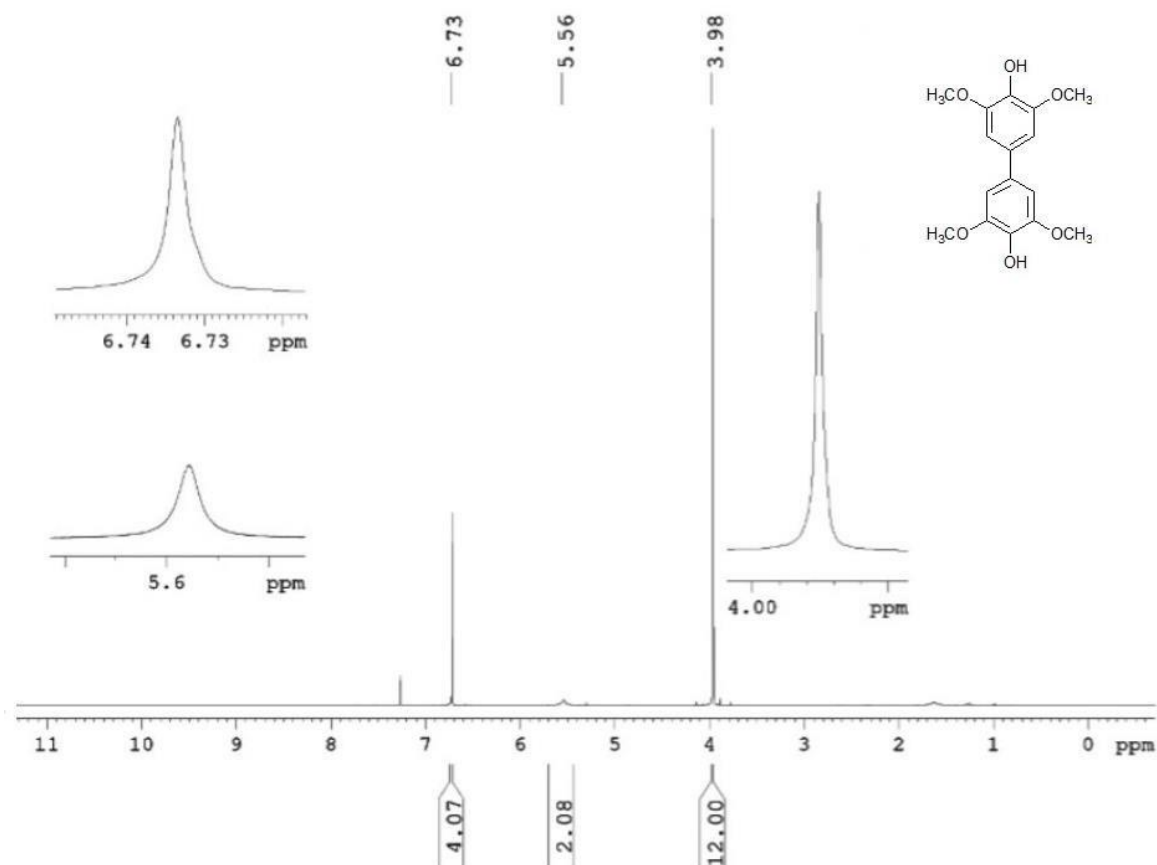 6.73
5.56
3.98
OH
H₃CO OCH₃
H₃CO OCH₃
OH
6.74 6.73 ppm
5.6 ppm
4.00 ppm
11 10 9 8 7 6 5 4 3 2 1 0 ppm
4.07
2.08
12.00